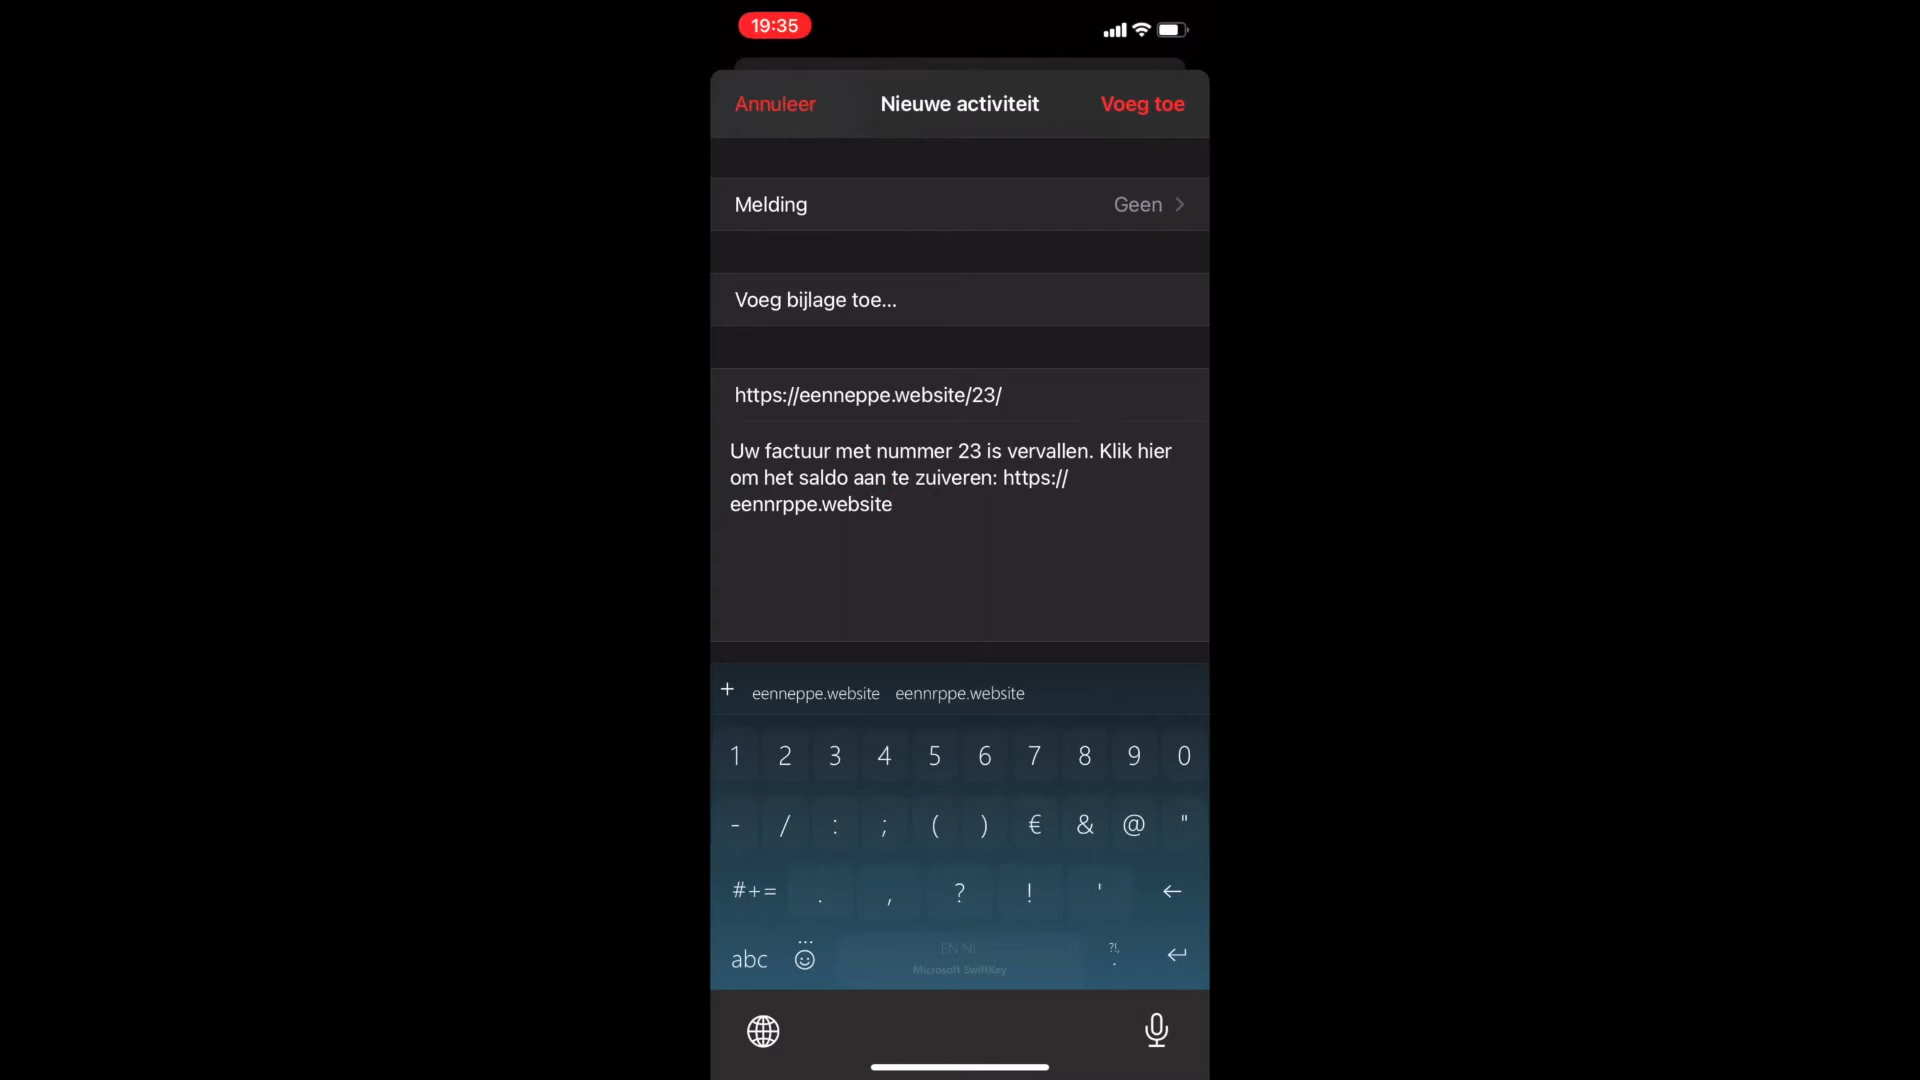 19:35
Annuleer Nieuwe activiteit Voeg toe
Melding Geen
Voeg bijlage toe...
https://eenneppe.website/23/
Uw factuur met nummer 23 is vervallen. Klik hier
om het saldo aan te zuiveren: https://
eennrppe.website
+ eenneppe.website eennrppe.website
1 2 3 4 5 6 7 8 9 0
- / : ; ( ) € & @ "
#+= . , ? ! '
abc EN NL ?!,.
Microsoft SwiftKey